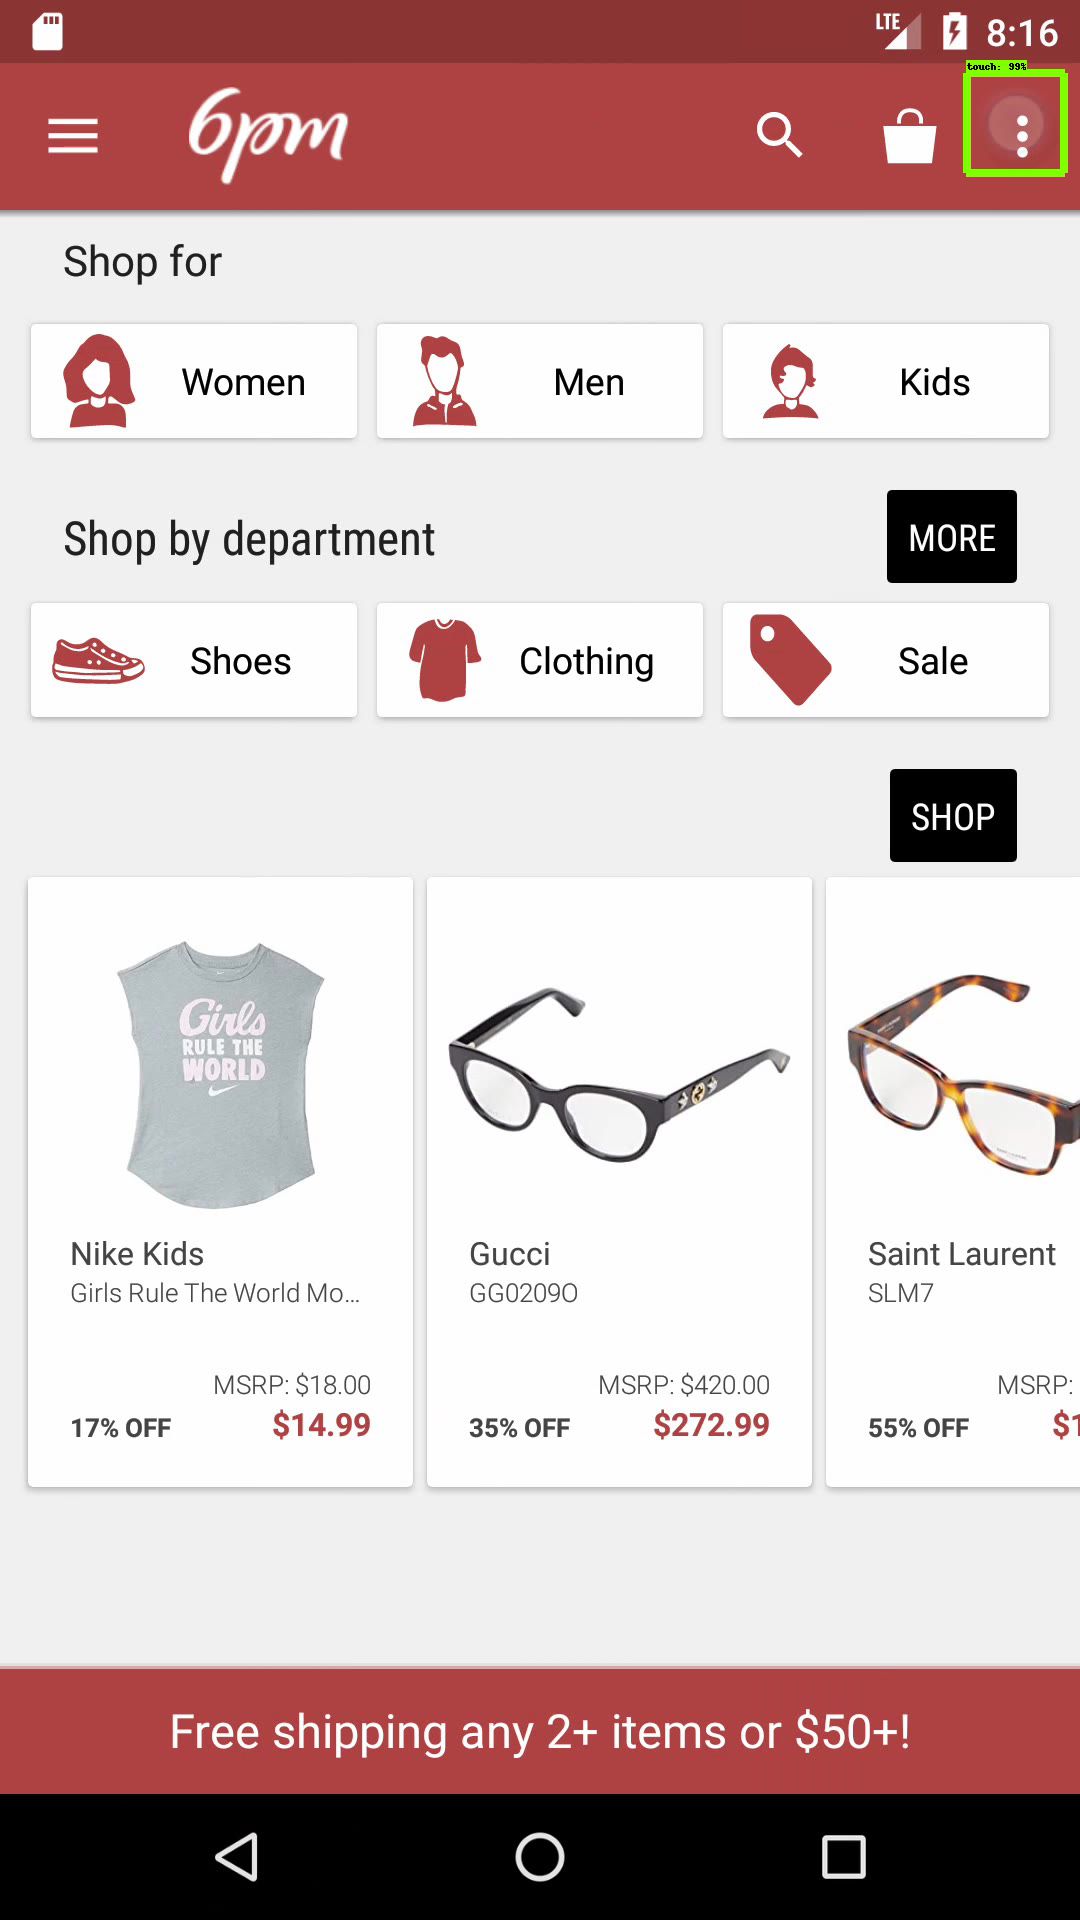 LTE 8:16
touch: 99%
6pm
Shop for
Women
Men
Kids
Shop by department
MORE
Shoes
Clothing
Sale
SHOP
Girls
RULE THE
WORLD
Nike Kids
Girls Rule The World Mo...
MSRP: $18.00
17% OFF $14.99
Gucci
GG0209O
MSRP: $420.00
35% OFF $272.99
Saint Laurent
SLM7
MSRP:
55% OFF $1
Free shipping any 2+ items or $50+!